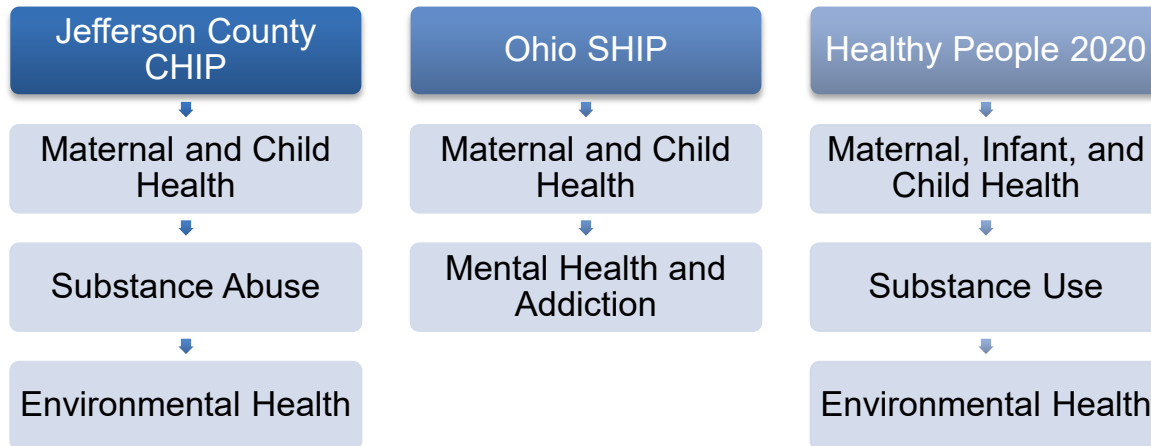 Jefferson County
CHIP
Maternal and Child
Health
Substance Abuse
Environmental Health
Ohio SHIP
Maternal and Child
Health
Mental Health and
Addiction
Healthy People 2020
Maternal, Infant, and
Child Health
Substance Use
Environmental Health